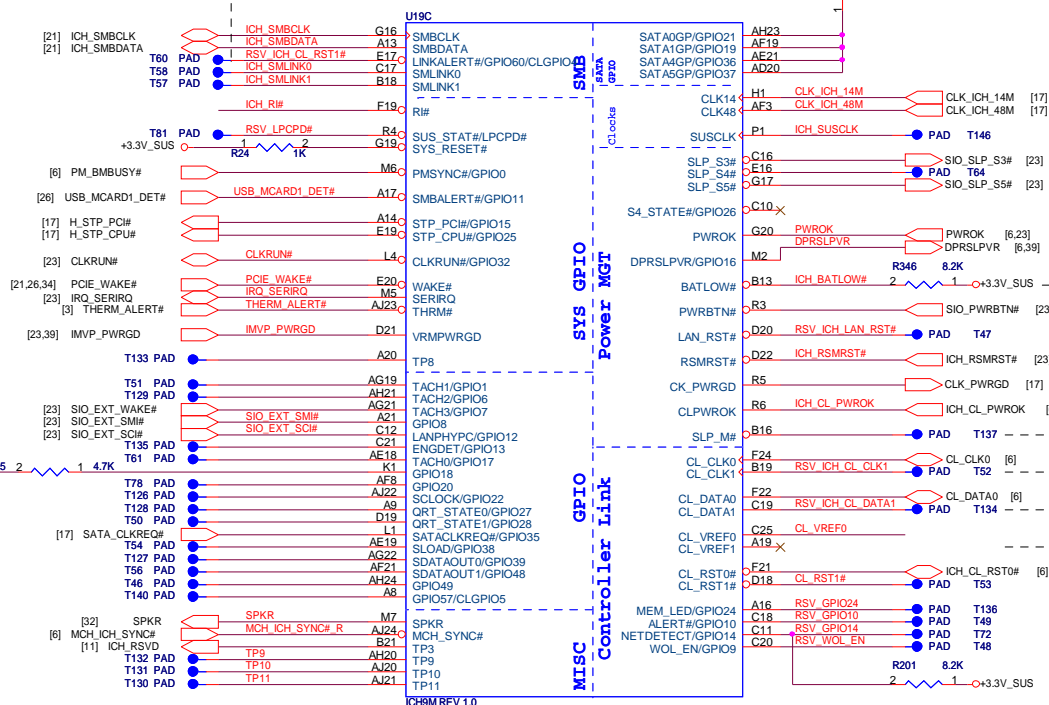 U19C
[21] ICH_SMBCLK ICH_SMBCLK G16 SMBCLK
[21] ICH_SMBDATA ICH_SMBDATA A13 SMBDATA
T60 PAD RSV_ICH_CL_RST1# E17 LINKALERT#/GPIO60/CLGPIO4
T58 PAD ICH_SMLINK0 C17 SMLINK0
T57 PAD ICH_SMLINK1 B18 SMLINK1
ICH_RI# F19 RI#
T81 PAD RSV_LPCPD# R4 SUS_STAT#/LPCPD#
+3.3V_SUS 1 2 G19 SYS_RESET#
R24 1K
[6] PM_BMBUSY# M6 PMSYNC#/GPIO0
[26] USB_MCARD1_DET# USB_MCARD1_DET# A17 SMBALERT#/GPIO11
[17] H_STP_PCI# A14 STP_PCI#/GPIO15
[17] H_STP_CPU# E19 STP_CPU#/GPIO25
[23] CLKRUN# CLKRUN# L4 CLKRUN#/GPIO32
[21,26,34] PCIE_WAKE# PCIE_WAKE# E20 WAKE#
[23] IRQ_SERIRQ IRQ_SERIRQ M5 SERIRQ
[3] THERM_ALERT# THERM_ALERT# AJ23 THRM#
[23,39] IMVP_PWRGD IMVP_PWRGD D21 VRMPWRGD
T133 PAD A20 TP8
T51 PAD AG19 TACH1/GPIO1
T129 PAD AH21 TACH2/GPIO6
[23] SIO_EXT_WAKE# AG21 TACH3/GPIO7
[23] SIO_EXT_SMI# SIO_EXT_SMI# A21 GPIO8
[23] SIO_EXT_SCI# SIO_EXT_SCI# C12 LANPHYPC/GPIO12
T135 PAD C21 ENGDET/GPIO13
T61 PAD AE18 TACH0/GPIO17
5 2 1 4.7K K1 GPIO18
T78 PAD AF8 GPIO20
T126 PAD AJ22 SCLOCK/GPIO22
T128 PAD A9 QRT_STATE0/GPIO27
T50 PAD D19 QRT_STATE1/GPIO28
[17] SATA_CLKREQ# L1 SATACLKREQ#/GPIO35
T54 PAD AE19 SLOAD/GPIO38
T127 PAD AG22 SDATAOUT0/GPIO39
T56 PAD AF21 SDATAOUT1/GPIO48
T46 PAD AH24 GPIO49
T140 PAD A8 GPIO57/CLGPIO5
[32] SPKR SPKR M7 SPKR
[6] MCH_ICH_SYNC# MCH_ICH_SYNC#_R AJ24 MCH_SYNC#
[11] ICH_RSVD B21 TP3
T132 PAD TP9 AH20 TP9
T131 PAD TP10 AJ20 TP10
T130 PAD TP11 AJ21 TP11
ICH9M REV 1.0
SMB
SATA
GPIO
Clocks
SYS GPIO
Power MGT
GPIO
Controller Link
MISC
1
SATA0GP/GPIO21 AH23
SATA1GP/GPIO19 AF19
SATA4GP/GPIO36 AE21
SATA5GP/GPIO37 AD20
CLK14 H1 CLK_ICH_14M CLK_ICH_14M [17]
CLK48 AF3 CLK_ICH_48M CLK_ICH_48M [17]
SUSCLK P1 ICH_SUSCLK PAD T146
SLP_S3# C16 SIO_SLP_S3# [23]
SLP_S4# E16 PAD T64
SLP_S5# G17 SIO_SLP_S5# [23]
S4_STATE#/GPIO26 C10
PWROK G20 PWROK PWROK [6,23]
DPRSLPVR DPRSLPVR [6,39]
DPRSLPVR/GPIO16 M2
R346 8.2K
BATLOW# B13 ICH_BATLOW# 2 1 +3.3V_SUS
PWRBTN# R3 SIO_PWRBTN# [23
LAN_RST# D20 RSV_ICH_LAN_RST# PAD T47
RSMRST# D22 ICH_RSMRST# ICH_RSMRST# [23
CK_PWRGD R5 CLK_PWRGD [17]
CLPWROK R6 ICH_CL_PWROK ICH_CL_PWROK [
SLP_M# B16 PAD T137
CL_CLK0 F24 CL_CLK0 [6]
CL_CLK1 B19 RSV_ICH_CL_CLK1 PAD T52
CL_DATA0 F22 CL_DATA0 [6]
CL_DATA1 C19 RSV_ICH_CL_DATA1 PAD T134
CL_VREF0 C25 CL_VREF0
CL_VREF1 A19
CL_RST0# F21 ICH_CL_RST0# [6]
CL_RST1# D18 CL_RST1# PAD T53
MEM_LED/GPIO24 A16 RSV_GPIO24 PAD T136
ALERT#/GPIO10 C18 RSV_GPIO10 PAD T49
NETDETECT/GPIO14 C11 RSV_GPIO14 PAD T72
WOL_EN/GPIO9 C20 RSV_WOL_EN PAD T48
R201 8.2K
2 1 +3.3V_SUS